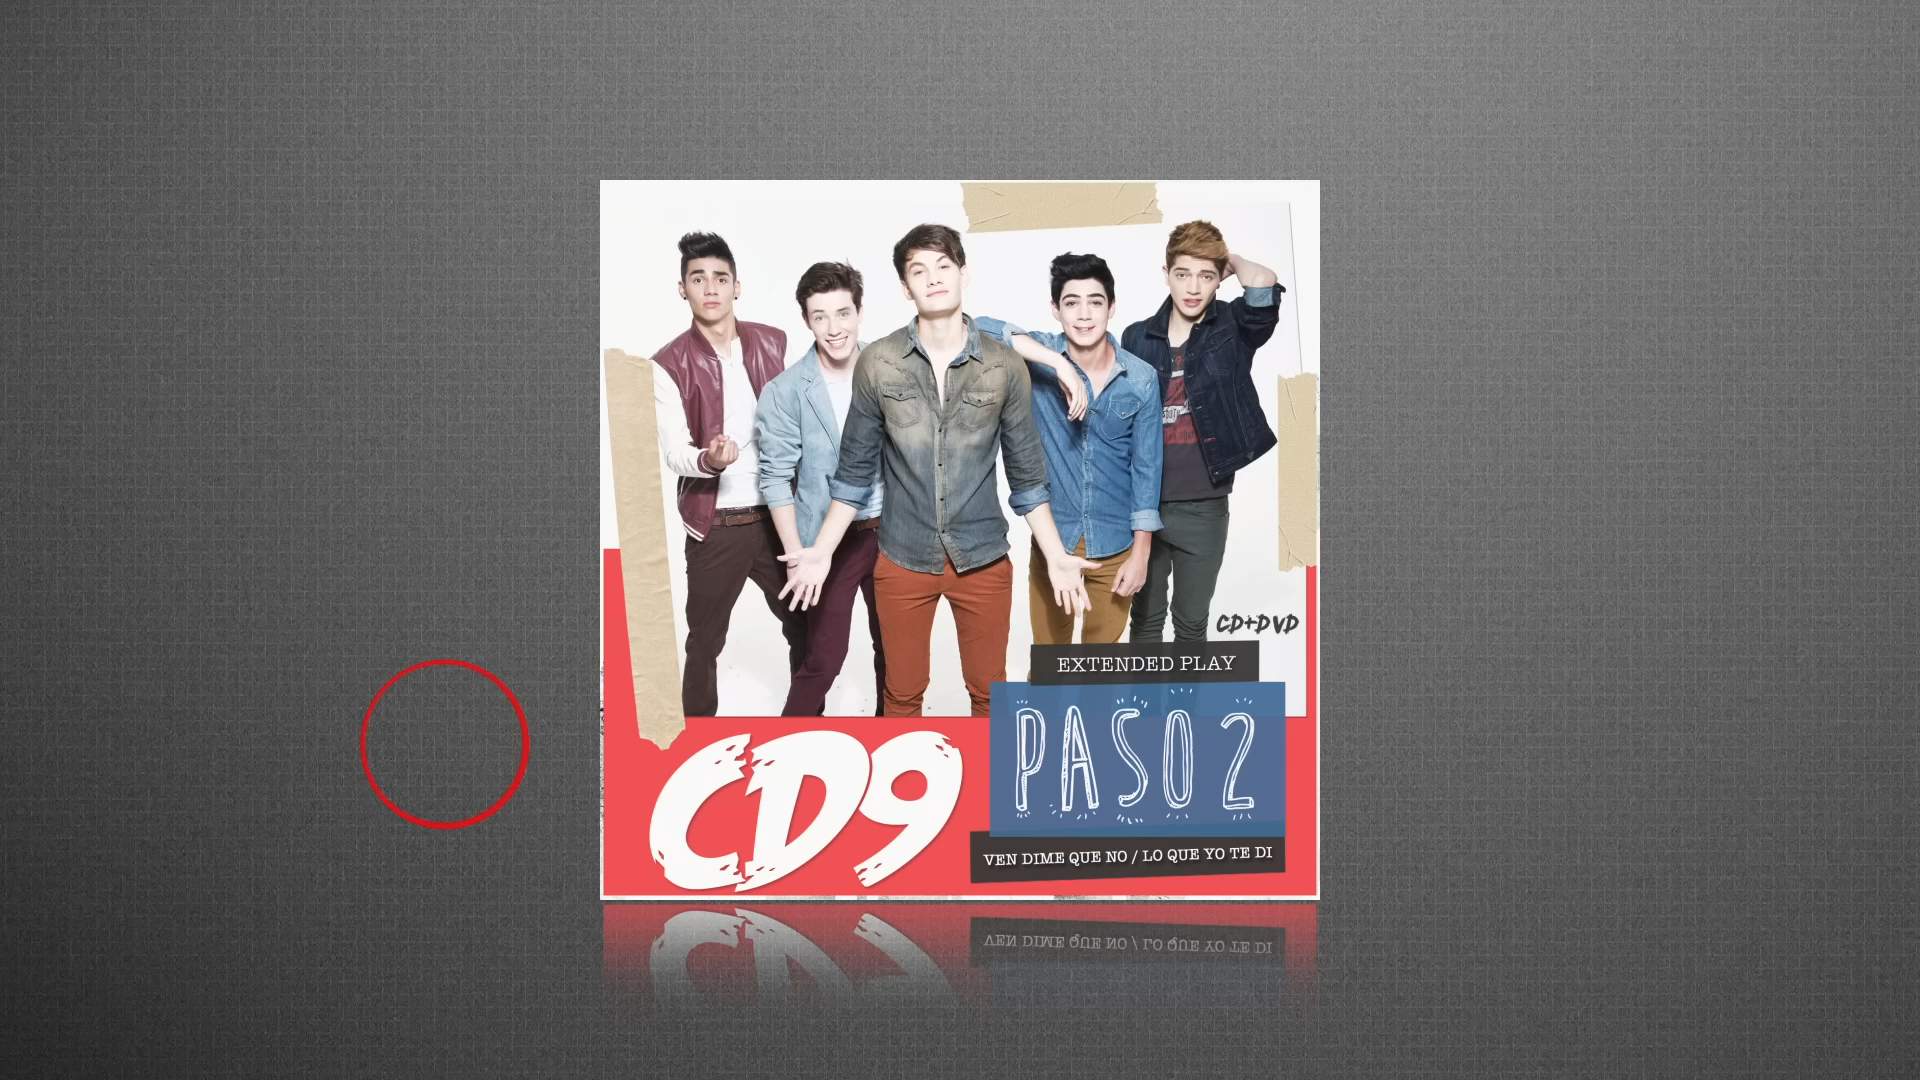 CD+DVD
EXTENDED PLAY
PASO 2
CD9
VEN DIME QUE NO / LO QUE YO TE DI